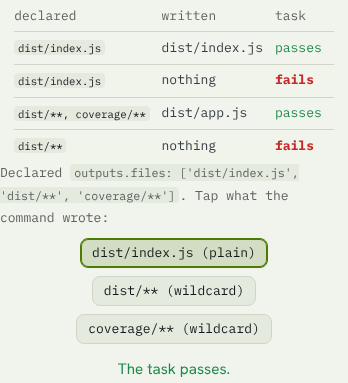 declared written task
dist/index.js dist/index.js passes
dist/index.js nothing fails
dist/**, coverage/** dist/app.js passes
dist/** nothing fails
Declared outputs.files: ['dist/index.js',
'dist/**', 'coverage/**']. Tap what the
command wrote:
dist/index.js (plain)
dist/** (wildcard)
coverage/** (wildcard)
The task passes.